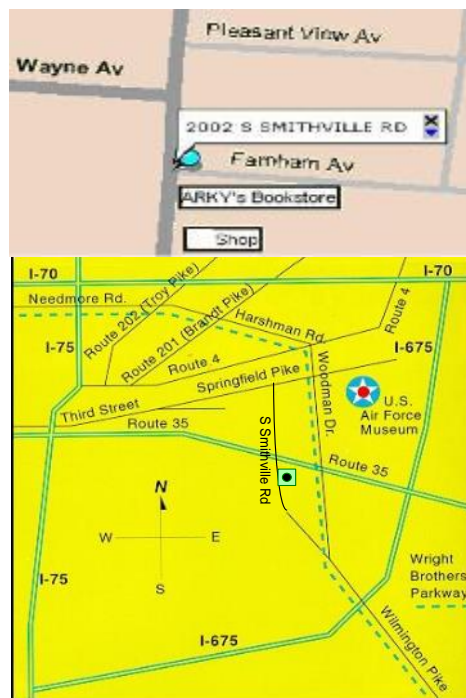 Pleasant View Av
Wayne Av
2002 S SMITHVILLE RD X
Farnham Av
ARKY's Bookstore
Shop
I-70
I-70
Needmore Rd.
Route 202 (Troy Pike)
Route 201 (Brandt Pike)
Harshman Rd.
Route 4
I-75
Route 4
I-675
Springfield Pike
Woodman Dr.
Third Street
U.S.
Air Force
Museum
Route 35
S Smithville Rd
Route 35
N
W E
S
I-75
Wright
Brothers
Parkway
I-675
Wilmington Pike